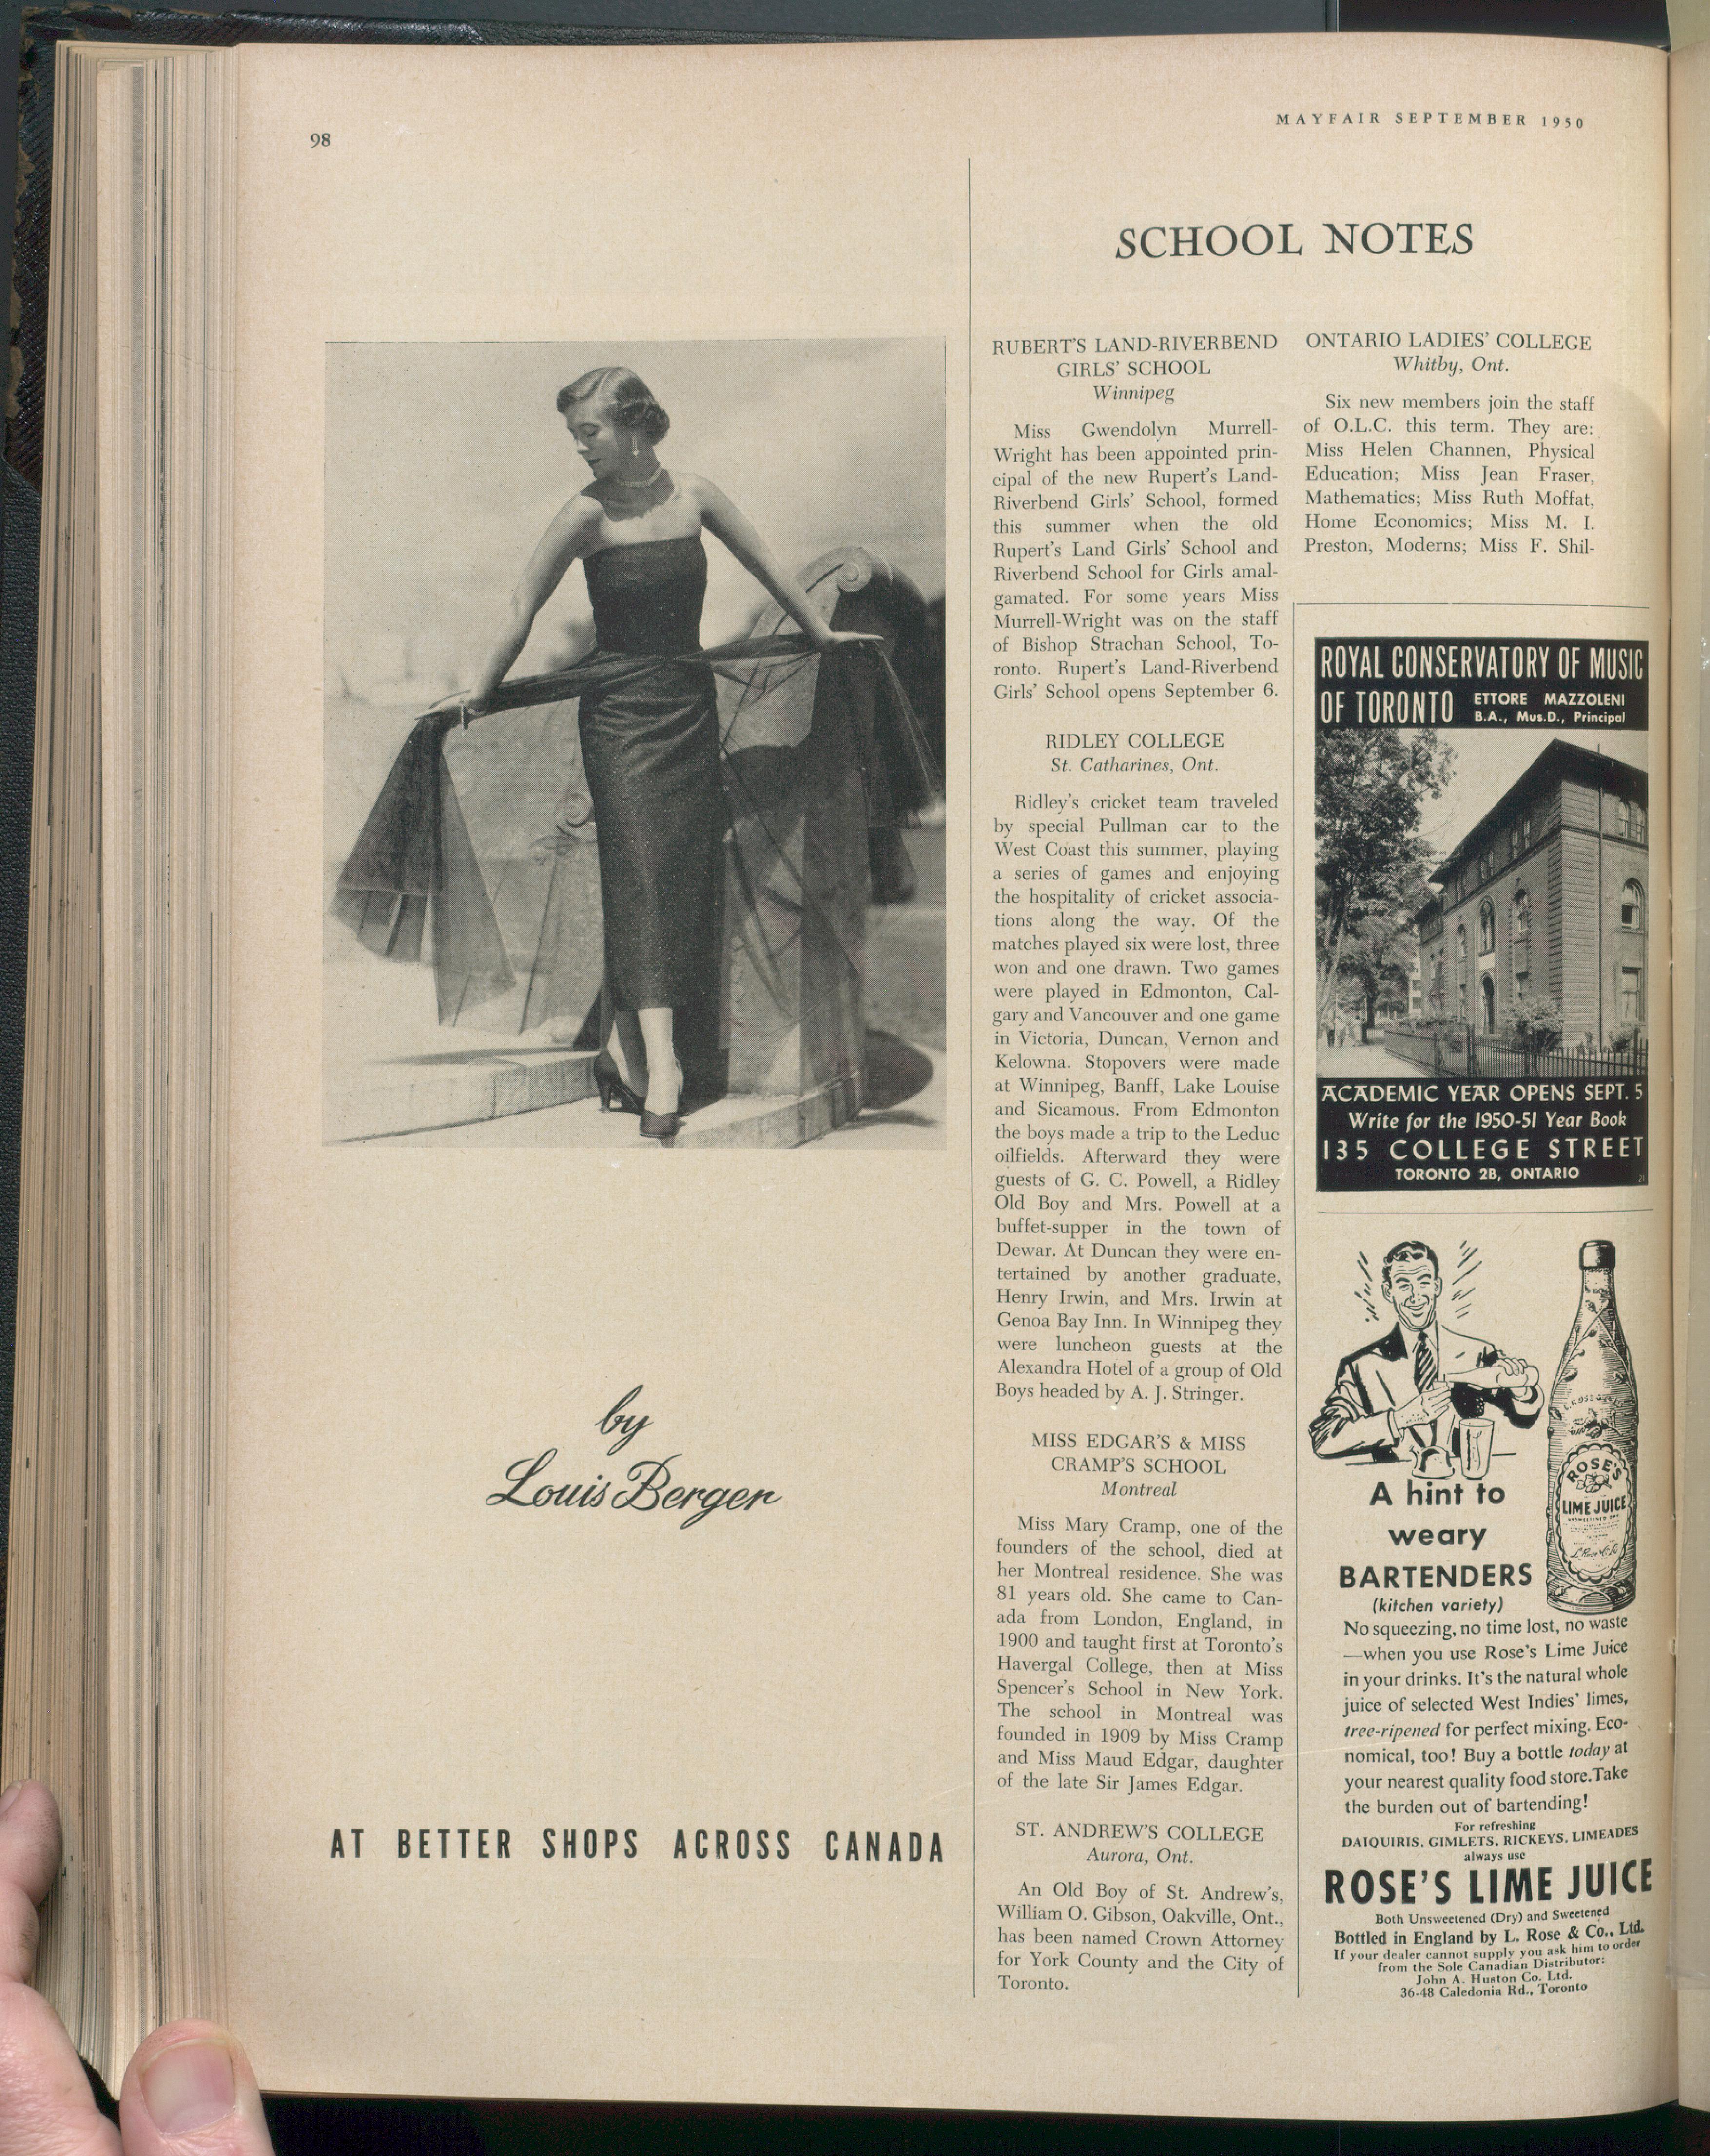 98
MAYFAIR SEPTEMBER 1950
by
Louis Berger
AT BETTER SHOPS ACROSS CANADA
SCHOOL NOTES
RUBERT'S LAND-RIVERBEND
GIRLS' SCHOOL
Winnipeg
Miss Gwendolyn Murrell-
Wright has been appointed prin-
cipal of the new Rupert's Land-
Riverbend Girls' School, formed
this summer when the old
Rupert's Land Girls' School and
Riverbend School for Girls amal-
gamated. For some years Miss
Murrell-Wright was on the staff
of Bishop Strachan School, To-
ronto. Rupert's Land-Riverbend
Girls' School opens September 6.
RIDLEY COLLEGE
St. Catharines, Ont.
Ridley's cricket team traveled
by special Pullman car to the
West Coast this summer, playing
a series of games and enjoying
the hospitality of cricket associa-
tions along the way. Of the
matches played six were lost, three
won and one drawn. Two games
were played in Edmonton, Cal-
gary and Vancouver and one game
in Victoria, Duncan, Vernon and
Kelowna. Stopovers were made
at Winnipeg, Banff, Lake Louise
and Sicamous. From Edmonton
the boys made a trip to the Leduc
oilfields. Afterward they were
guests of G. C. Powell, a Ridley
Old Boy and Mrs. Powell at a
buffet-supper in the town of
Dewar. At Duncan they were en-
tertained by another graduate,
Henry Irwin, and Mrs. Irwin at
Genoa Bay Inn. In Winnipeg they
were luncheon guests at the
Alexandra Hotel of a group of Old
Boys headed by A. J. Stringer.
MISS EDGAR'S & MISS
CRAMP'S SCHOOL
Montreal
Miss Mary Cramp, one of the
founders of the school, died at
her Montreal residence. She was
81 years old. She came to Can-
ada from London, England, in
1900 and taught first at Toronto's
Havergal College, then at Miss
Spencer's School in New York.
The school in Montreal was
founded in 1909 by Miss Cramp
and Miss Maud Edgar, daughter
of the late Sir James Edgar.
ST. ANDREW'S COLLEGE
Aurora, Ont.
An Old Boy of St. Andrew's,
William O. Gibson, Oakville, Ont.,
has been named Crown Attorney
for York County and the City of
Toronto.
ONTARIO LADIES' COLLEGE
Whitby, Ont.
Six new members join the staff
of O.L.C. this term. They are:
Miss Helen Channen, Physical
Education; Miss Jean Fraser,
Mathematics; Miss Ruth Moffat,
Home Economics; Miss M. I.
Preston, Moderns; Miss F. Shil-
ROYAL CONSERVATORY OF MUSIC
OF TORONTO ETTORE MAZZOLENI
B.A., Mus.D., Principal
ACADEMIC YEAR OPENS SEPT. 5
Write for the 1950-51 Year Book
135 COLLEGE STREET
TORONTO 2B, ONTARIO
21
ROSE'S
LIME JUICE
A hint to
weary
BARTENDERS
(kitchen variety)
No squeezing, no time lost, no waste
—when you use Rose's Lime Juice
in your drinks. It's the natural whole
juice of selected West Indies' limes,
tree-ripened for perfect mixing. Eco-
nomical, too! Buy a bottle today at
your nearest quality food store. Take
the burden out of bartending!
For refreshing
DAIQUIRIS, GIMLETS, RICKEYS, LIMEADES
always use
ROSE'S LIME JUICE
Both Unsweetened (Dry) and Sweetened
Bottled in England by L. Rose & Co., Ltd.
If your dealer cannot supply you ask him to order
from the Sole Canadian Distributor:
John A. Huston Co. Ltd.
36-48 Caledonia Rd., Toronto